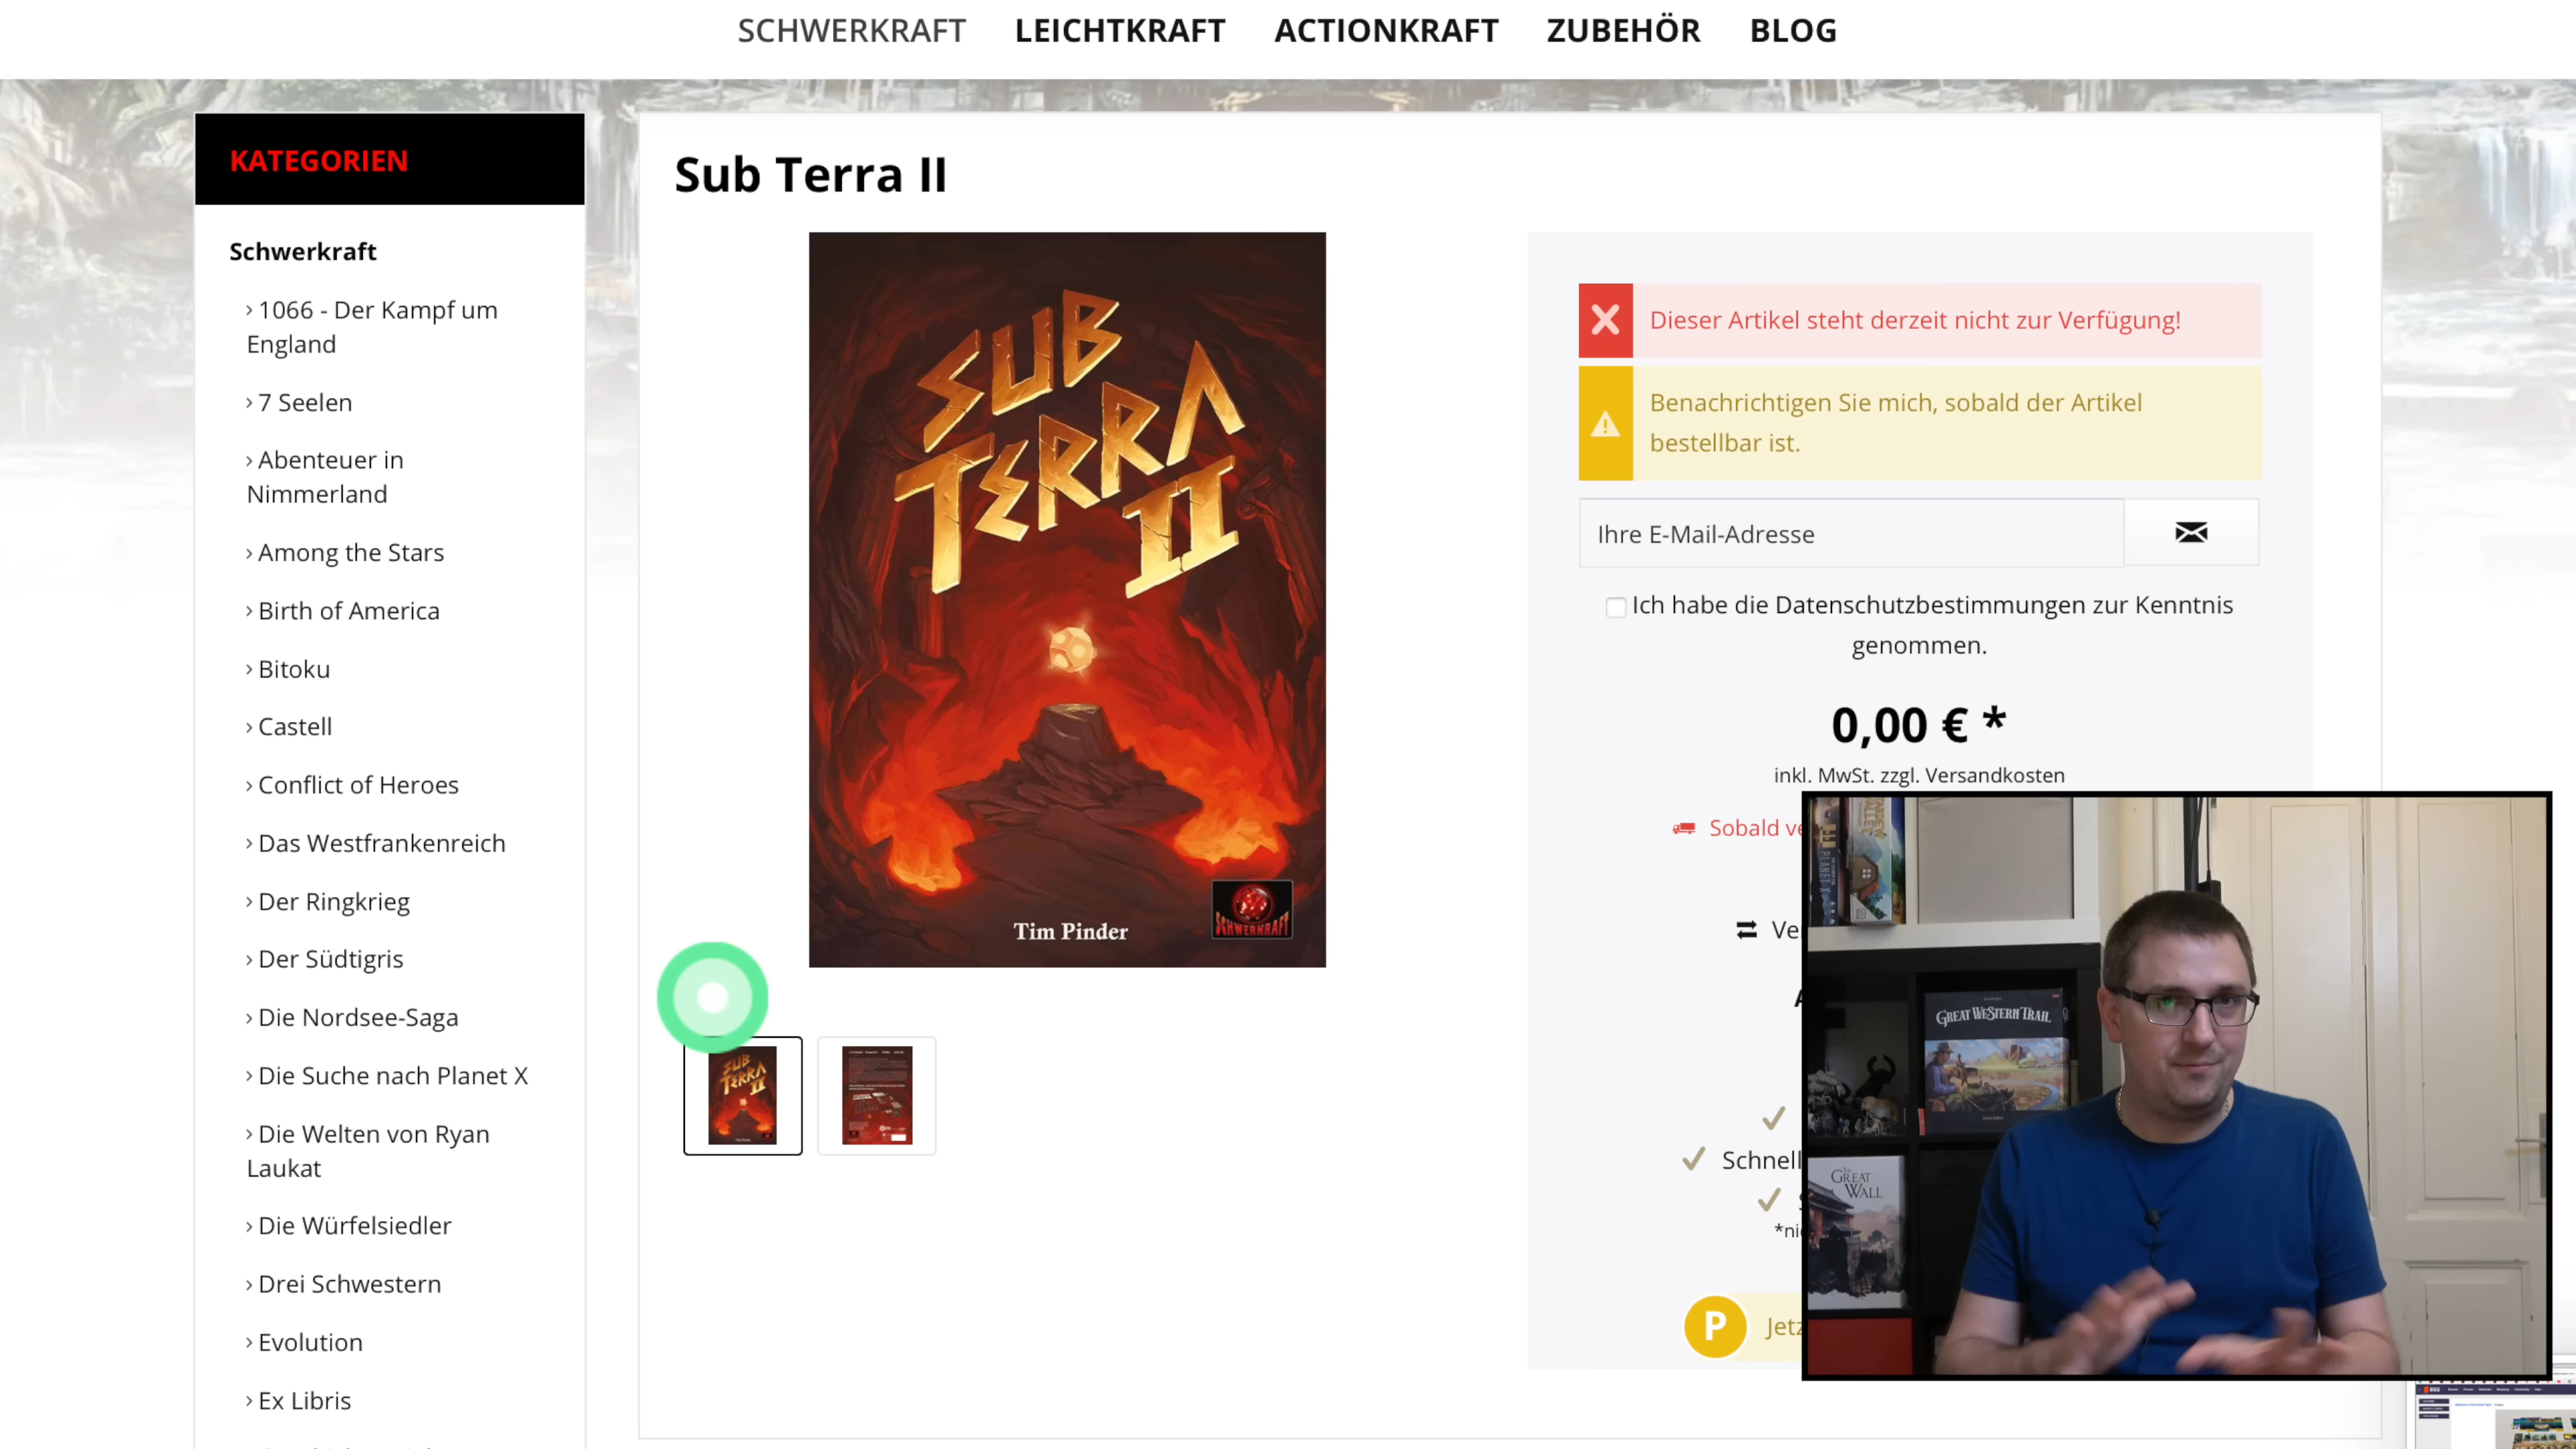 SCHWERKRAFT LEICHTKRAFT ACTIONKRAFT ZUBEHÖR BLOG
KATEGORIEN
Schwerkraft
› 1066 - Der Kampf um
England
› 7 Seelen
› Abenteuer in
Nimmerland
› Among the Stars
› Birth of America
› Bitoku
› Castell
› Conflict of Heroes
› Das Westfrankenreich
› Der Ringkrieg
› Der Südtigris
› Die Nordsee-Saga
› Die Suche nach Planet X
› Die Welten von Ryan
Laukat
› Die Würfelsiedler
› Drei Schwestern
› Evolution
› Ex Libris
Sub Terra II
SUB
TERRA
II
Tim Pinder
SCHWERKRAFT
SUB
TERRA
II
Dieser Artikel steht derzeit nicht zur Verfügung!
Benachrichtigen Sie mich, sobald der Artikel
bestellbar ist.
Ihre E-Mail-Adresse
Ich habe die Datenschutzbestimmungen zur Kenntnis
genommen.
0,00 € *
inkl. MwSt. zzgl. Versandkosten
Sobald
Schnell
P
GREAT WESTERN TRAIL
THE
GREAT
WALL